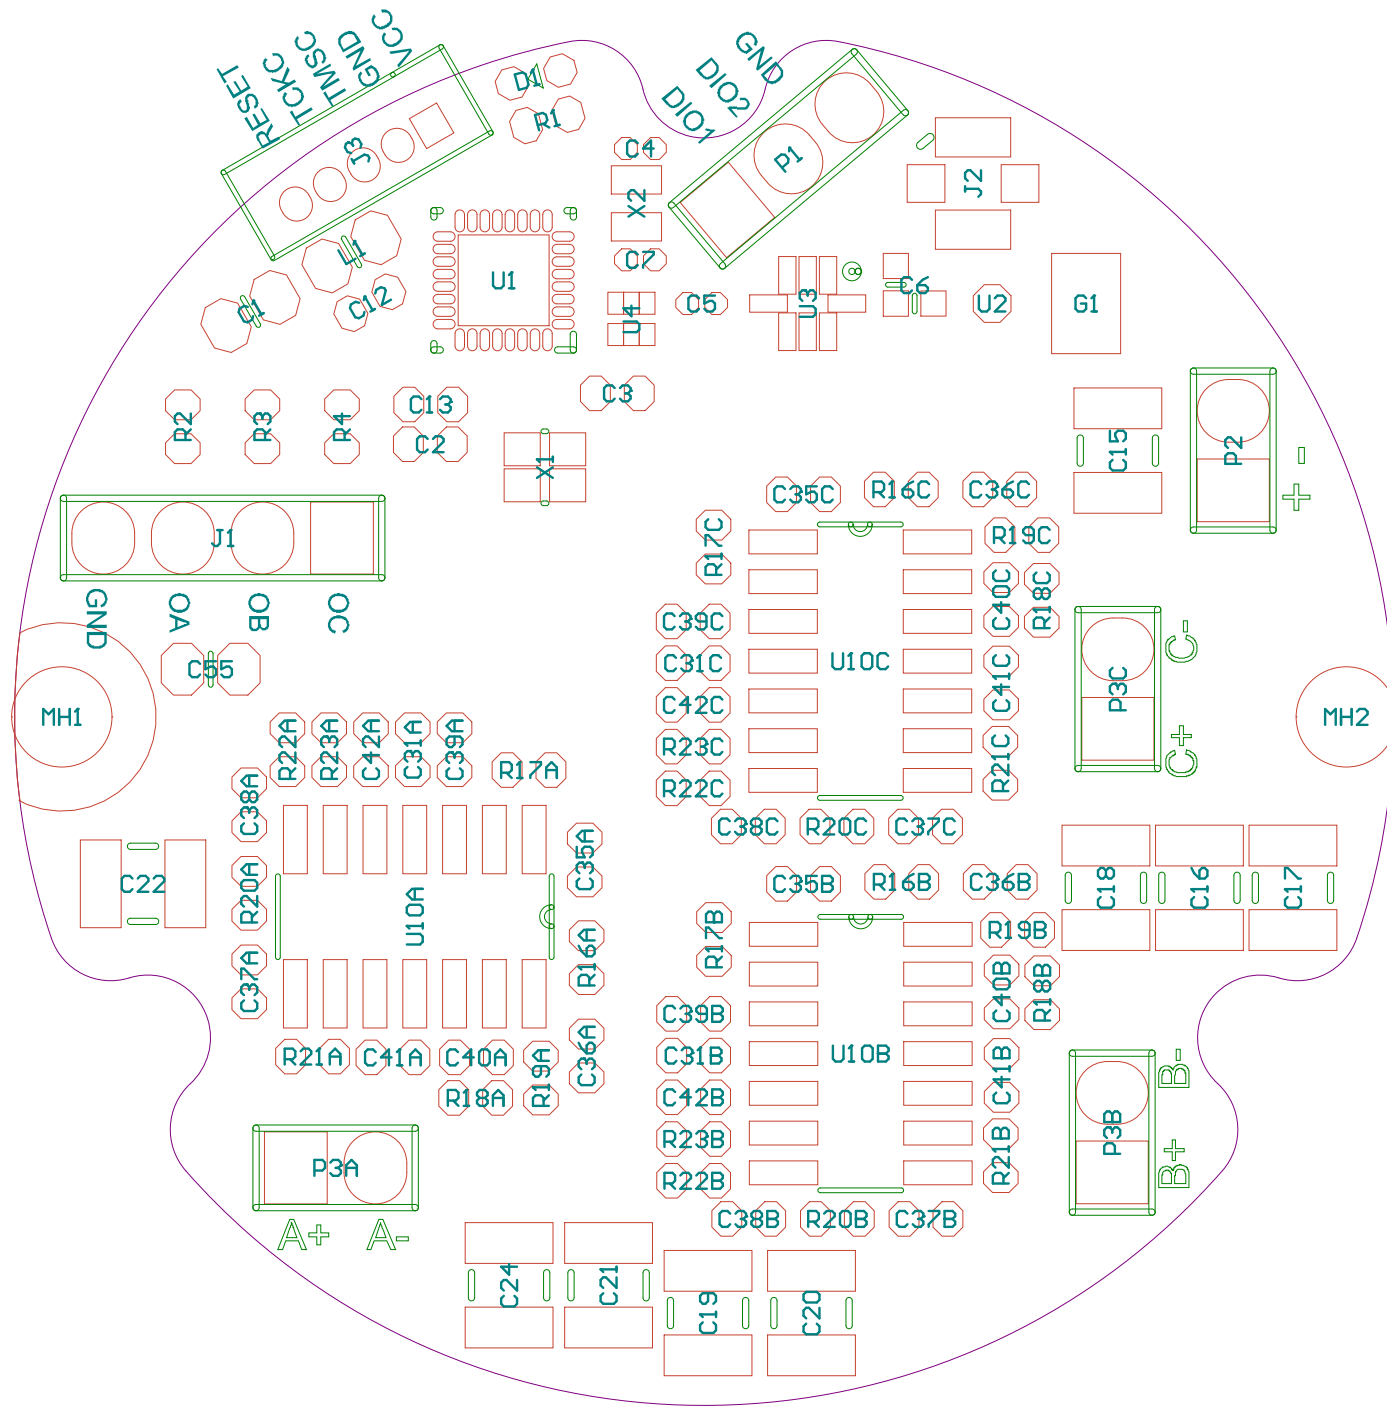 RESET
TCKC
TMSC
GND
VCC
D1
R1
J3
L1
C1
C12
U1
C4
X2
C7
U4
C5
DIO1
DIO2
GND
P1
J2
U3
C6
U2
G1
R2
R3
R4
C13
C2
C3
X1
C15
P2
-
+
J1
GND
OA
OB
OC
C55
MH1
MH2
C35C
R16C
C36C
R17C
R19C
C40C
R18C
C39C
C31C
U10C
C41C
C42C
R23C
R21C
R22C
C38C
R20C
C37C
P3C
C-
C+
R22A
R23A
C42A
C31A
C39A
R17A
C38A
C35A
C22
R20A
U10A
R16A
C37A
R21A
C41A
C40A
R19A
C36A
R18A
C35B
R16B
C36B
R17B
R19B
C40B
R18B
C39B
C31B
U10B
C41B
C42B
R23B
R21B
R22B
C38B
R20B
C37B
C18
C16
C17
P3B
B-
B+
P3A
A+
A-
C24
C21
C19
C20